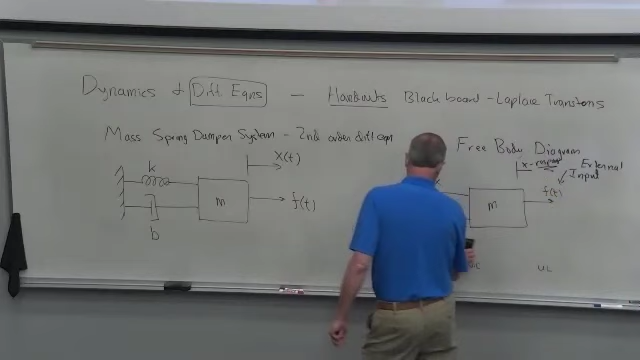 Dynamics & Diff Eqns — Handouts Blackboard - Laplace Transforms
Mass Spring Damper System - 2nd order diff eqn
x(t)
k
m
f(t)
b
Free Body Diagram
External
Input
f(t)
m